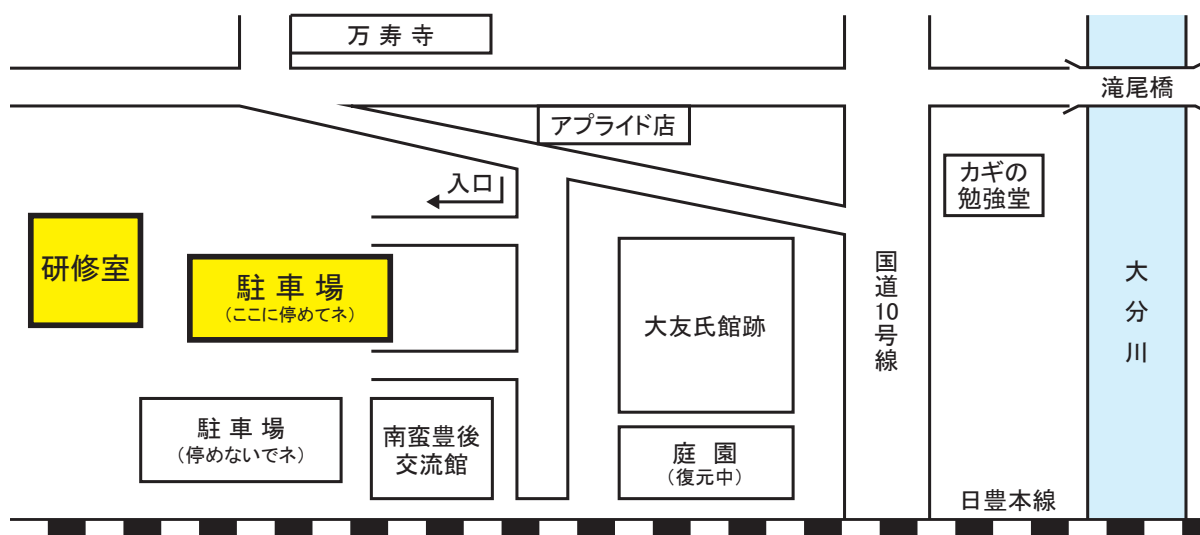 万寿寺
滝尾橋
アプライド店
カギの
勉強堂
入口
研修室
駐車場
(ここに停めてネ)
大友氏館跡
国道10号線
大分川
駐車場
(停めないでネ)
南蛮豊後
交流館
庭園
(復元中)
日豊本線